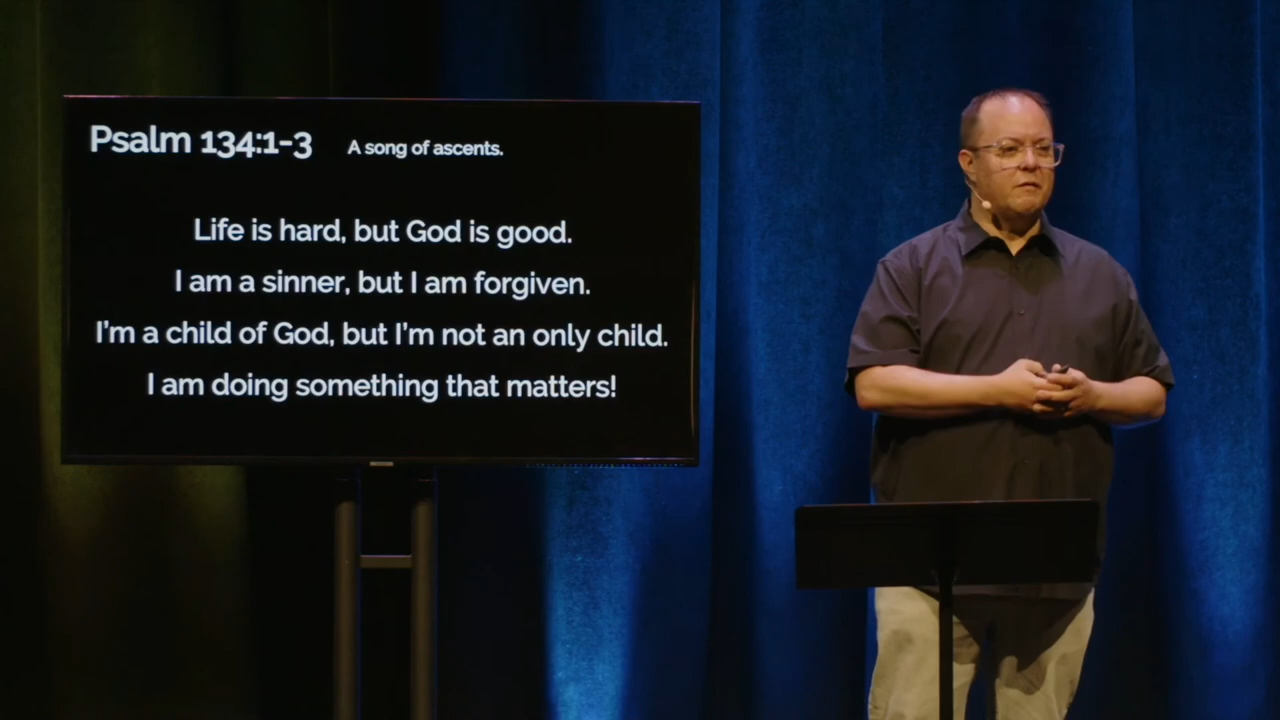 Psalm 134:1-3 A song of ascents.
Life is hard, but God is good.
I am a sinner, but I am forgiven.
I'm a child of God, but I'm not an only child.
I am doing something that matters!